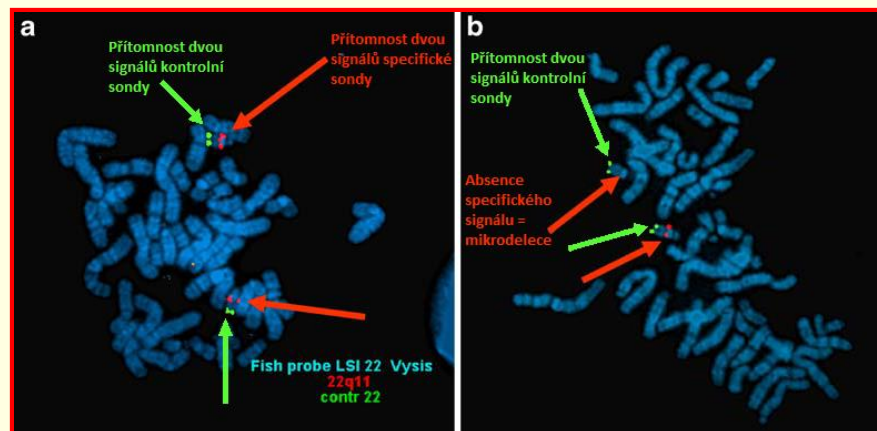 a
Přítomnost dvou
signálů kontrolní
sondy
Přítomnost dvou
signálů specifické
sondy
Fish probe LSI 22 Vysis
22q11
contr 22
b
Přítomnost dvou
signálů kontrolní
sondy
Absence
specifického
signálu =
mikrodelece